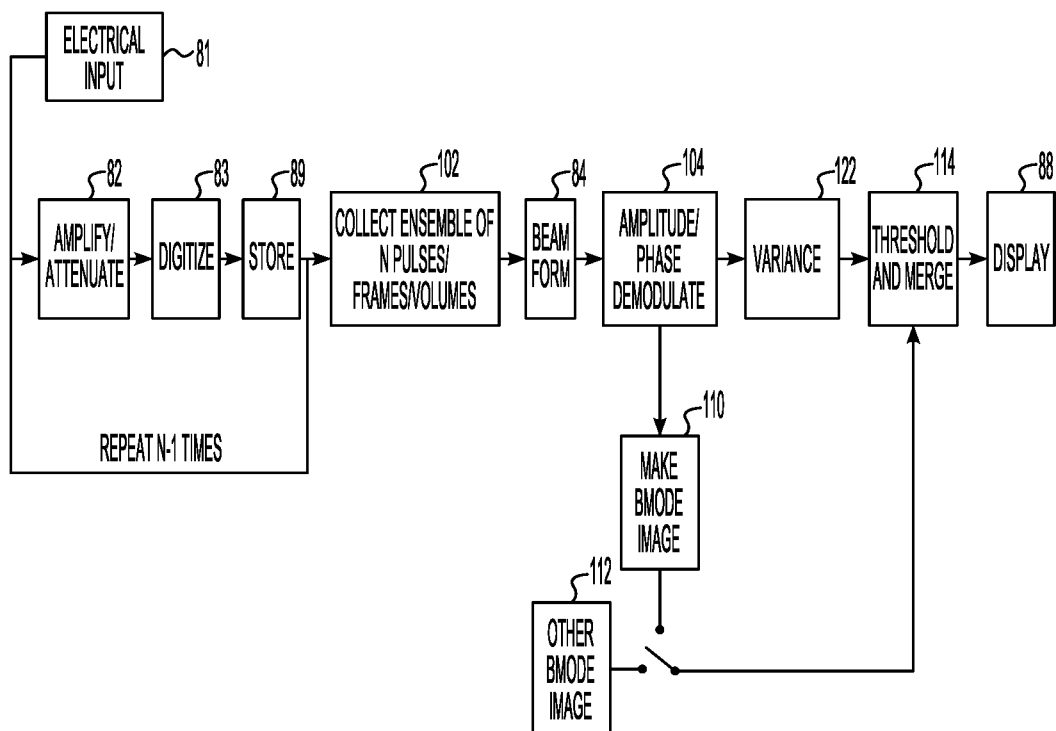 ELECTRICAL
INPUT
81
82
AMPLIFY/
ATTENUATE
83
DIGITIZE
89
STORE
102
COLLECT ENSEMBLE OF
N PULSES/
FRAMES/VOLUMES
84
BEAM
FORM
104
AMPLITUDE/
PHASE
DEMODULATE
122
VARIANCE
114
THRESHOLD
AND MERGE
88
DISPLAY
REPEAT N-1 TIMES
110
MAKE
BMODE
IMAGE
112
OTHER
BMODE
IMAGE